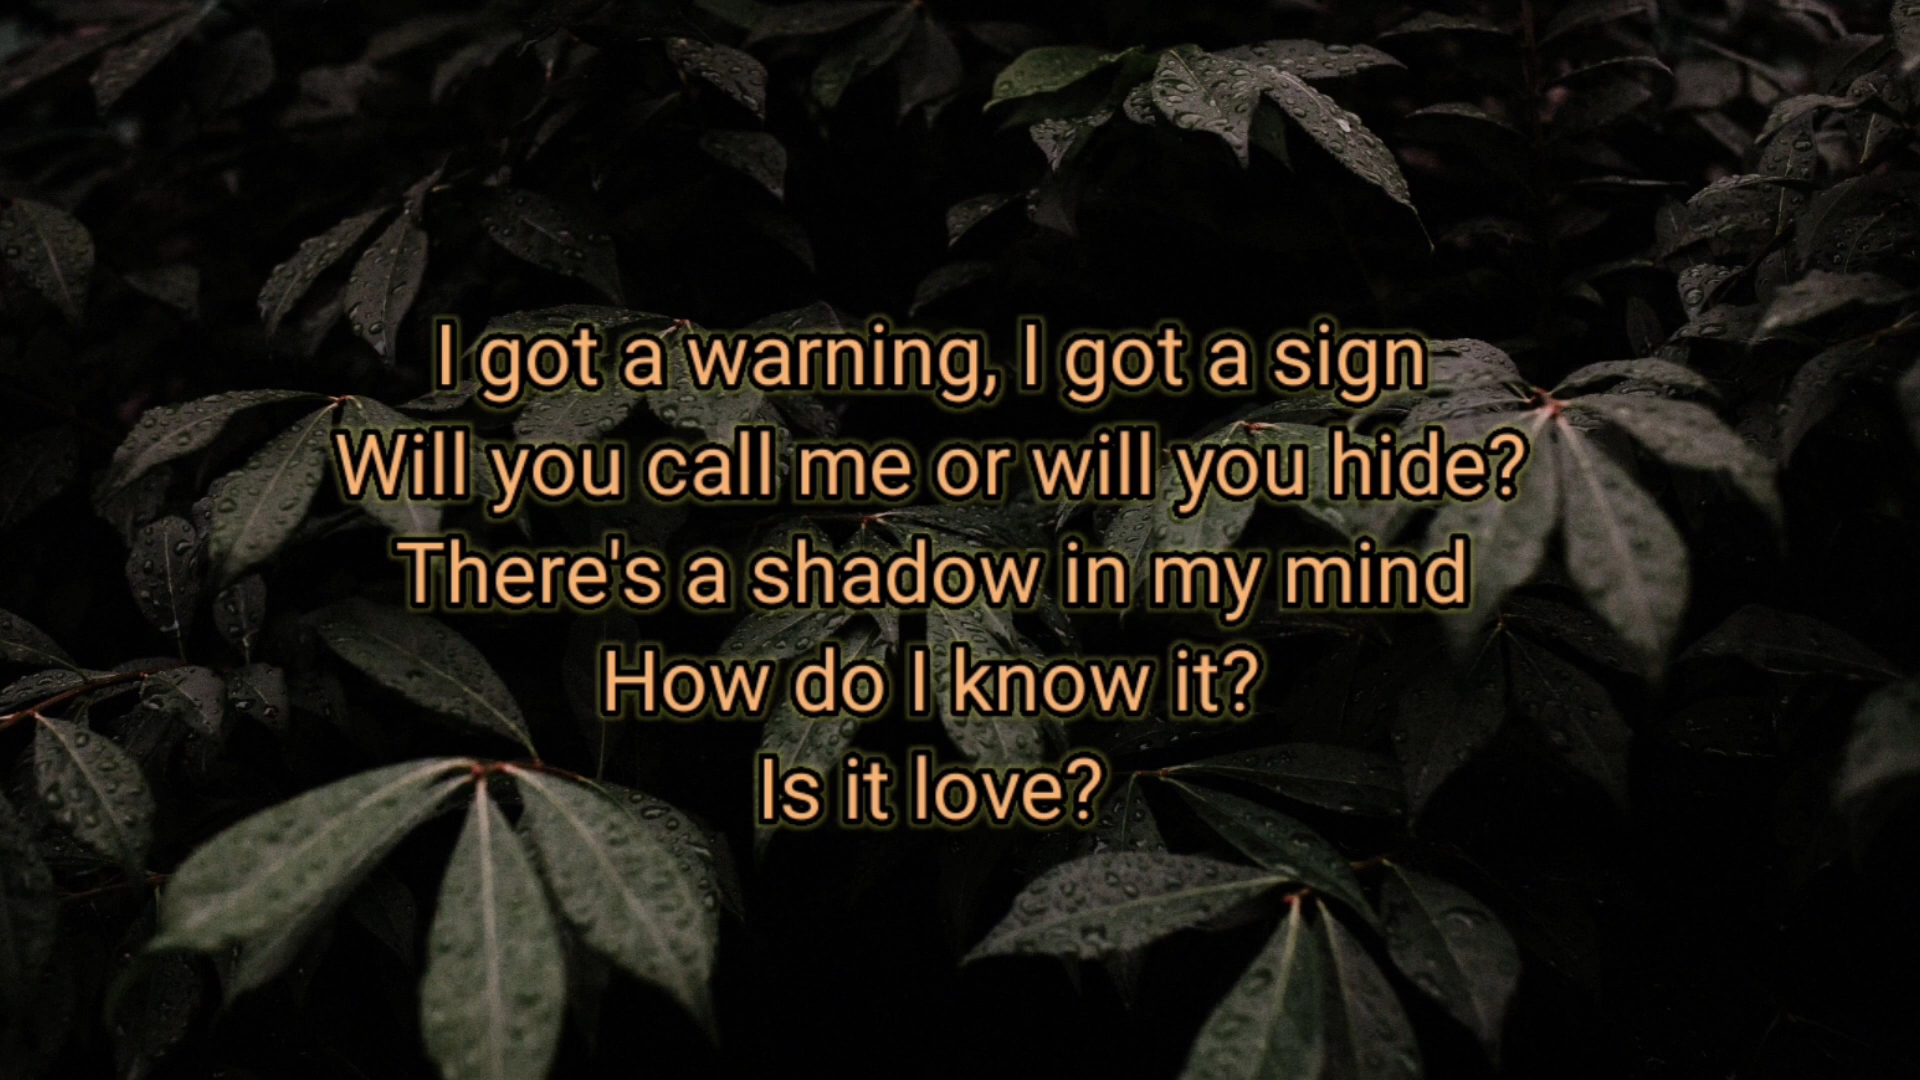 I got a warning, I got a sign
Will you call me or will you hide?
There's a shadow in my mind
How do I know it?
Is it love?